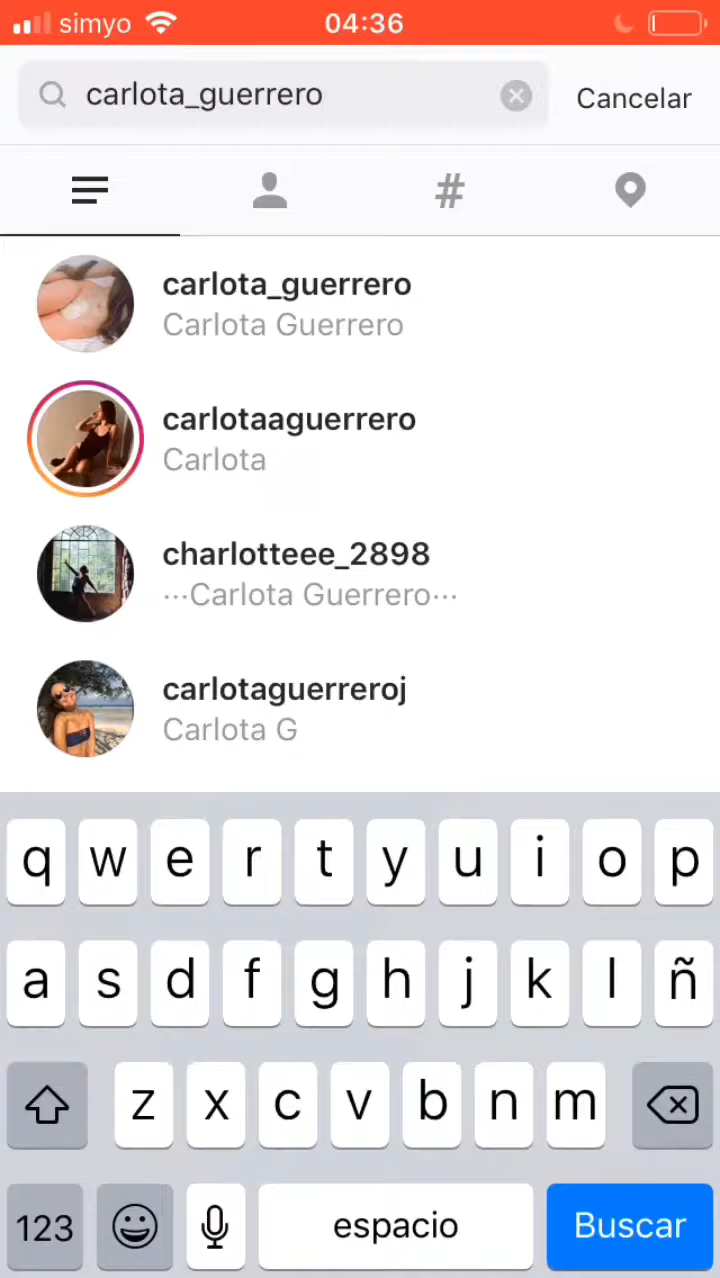 simyo 04:36
carlota_guerrero Cancelar
#
carlota_guerrero
Carlota Guerrero
carlotaaguerrero
Carlota
charlotteee_2898
···Carlota Guerrero···
carlotaguerreroj
Carlota G
q w e r t y u i o p
a s d f g h j k l ñ
z x c v b n m
123 espacio Buscar